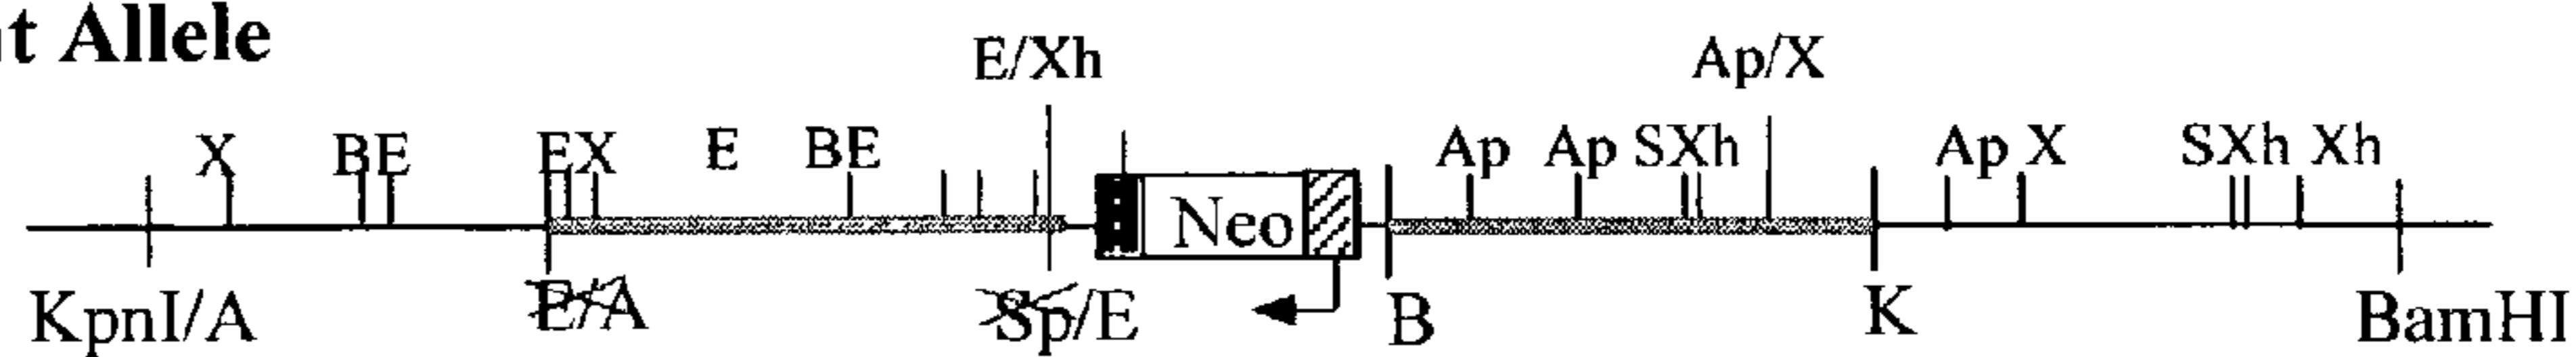 t Allele
E/Xh Ap/X
X BE EX E BE Ap Ap SXh Ap X SXh Xh
Neo
KpnI/A E/A Sp/E B K BamHI